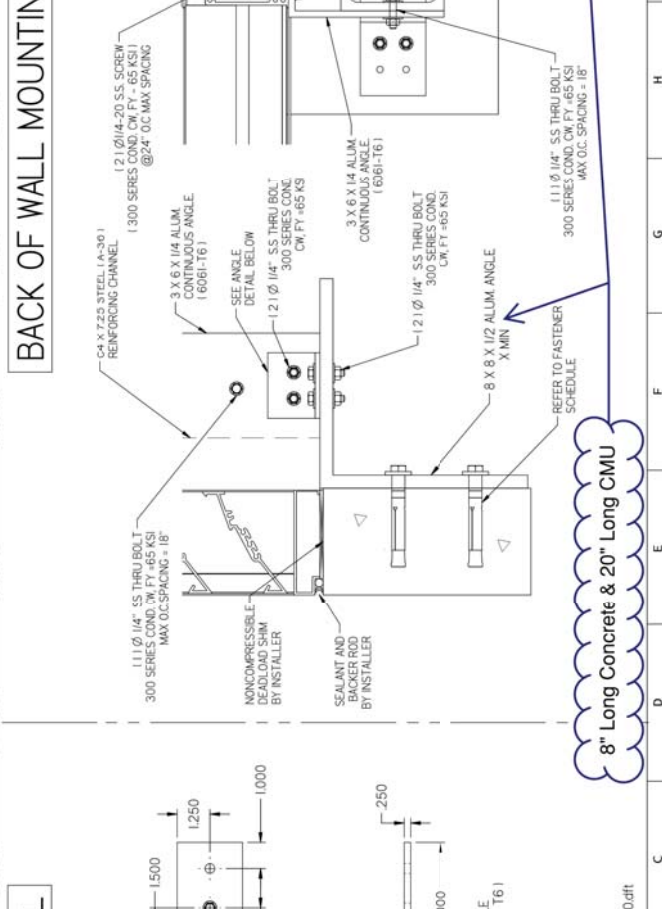 BACK OF WALL MOUNTIN
C4 X 7.25 STEEL (A-36)
REINFORCING CHANNEL
(2) Ø1/4-20 S.S. SCREW
(300 SERIES COND. CW, FY - 65 KSI)
@24" O.C MAX SPACING
3 X 6 X 1/4 ALUM.
CONTINUOUS ANGLE
(6061-T6)
SEE ANGLE
DETAIL BELOW
(2) Ø 1/4" S.S THRU BOLT
300 SERIES COND.
CW, FY =65 KS
3 X 6 X 1/4 ALUM.
CONTINUOUS ANGLE
(6061-T6)
(2) Ø 1/4" S.S THRU BOLT
300 SERIES COND.
CW, FY =65 KSI
(1) Ø 1/4" S.S THRU BOLT
300 SERIES COND. CW, FY =65 KSI
MAX O.C. SPACING = 18"
(1) Ø 1/4" S.S THRU BOLT
300 SERIES COND. CW, FY =65 KSI
MAX O.C. SPACING = 18"
NONCOMPRESSIBLE
DEADLOAD SHIM
BY INSTALLER
SEALANT AND
BACKER ROD
BY INSTALLER
8 X 8 X 1/2 ALUM. ANGLE
X MIN
REFER TO FASTENER
SCHEDULE
8" Long Concrete & 20" Long CMU
1.500
1.250
1.000
.250
000
LE
T6)
0.dft
C
D
E
F
G
H